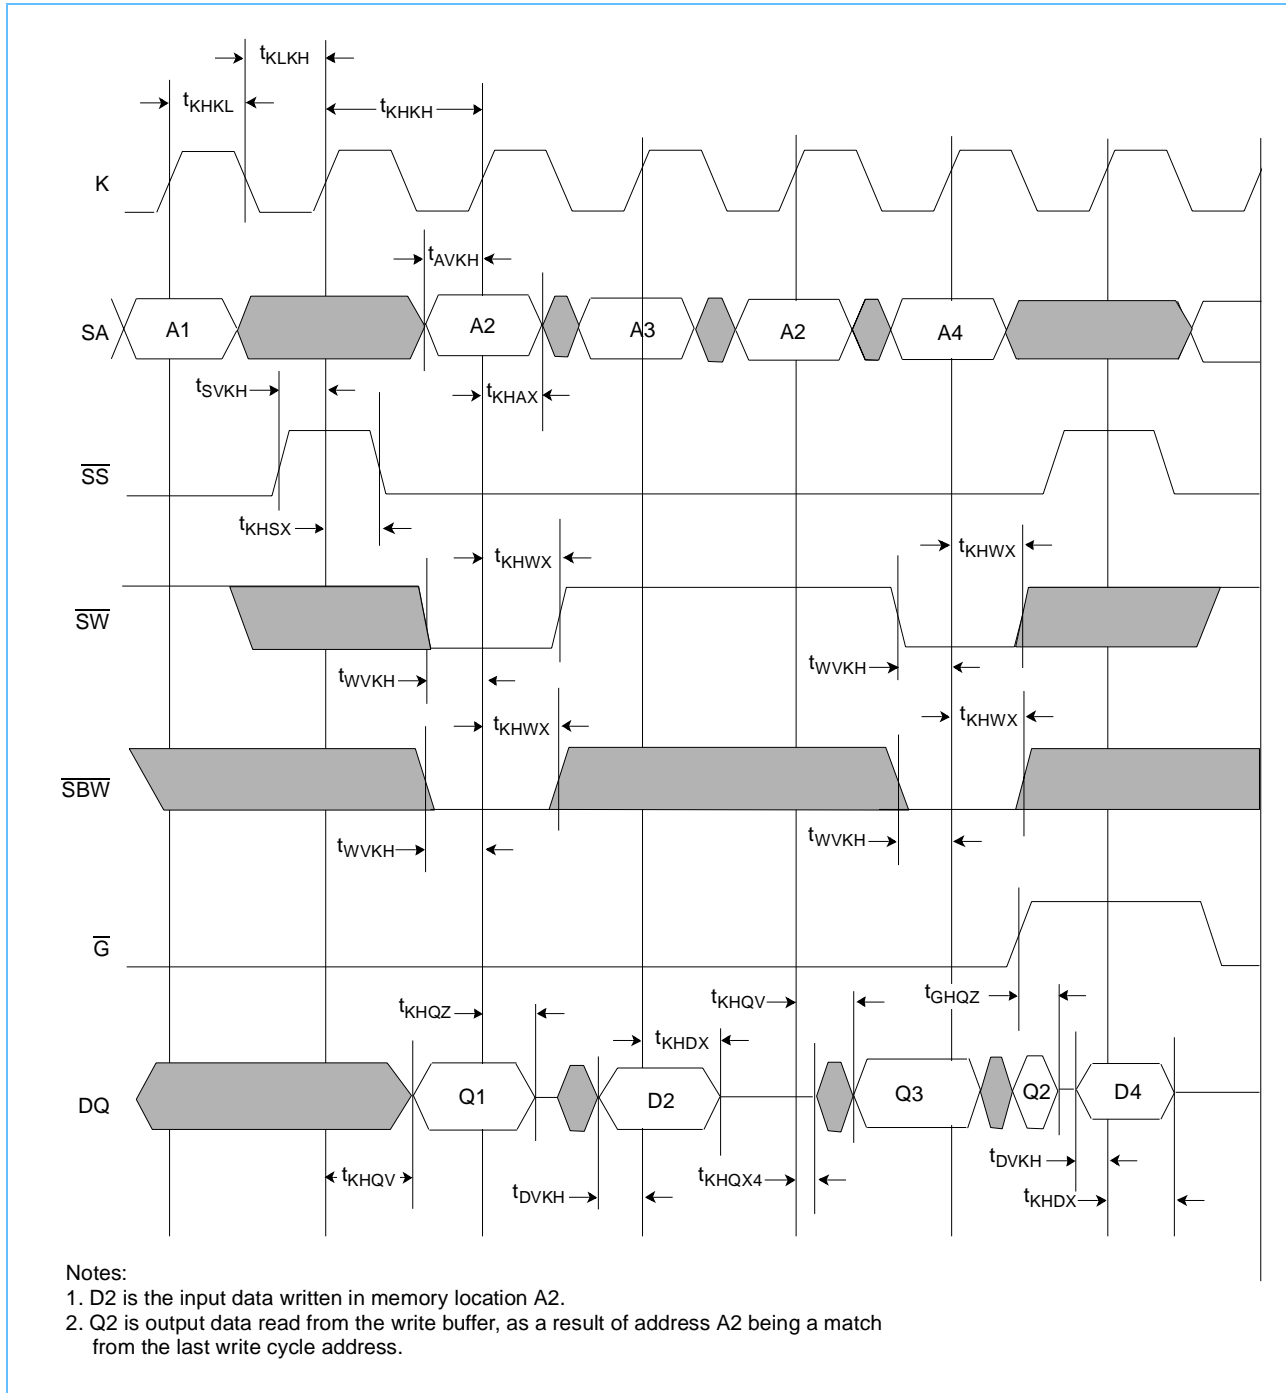 tKLKH
tKHKL
tKHKH
K
tAVKH
SA A1 A2 A3 A2 A4
tSVKH
tKHAX
SS
tKHSX
tKHWX tKHWX
SW
tWVKH tWVKH
tKHWX tKHWX
SBW
tWVKH tWVKH
G
tKHQZ tKHQV tGHQZ
tKHDX
DQ Q1 D2 Q3 Q2 D4
tKHQV tDVKH tKHQX4 tDVKH
tKHDX
Notes:
1. D2 is the input data written in memory location A2.
2. Q2 is output data read from the write buffer, as a result of address A2 being a match
from the last write cycle address.